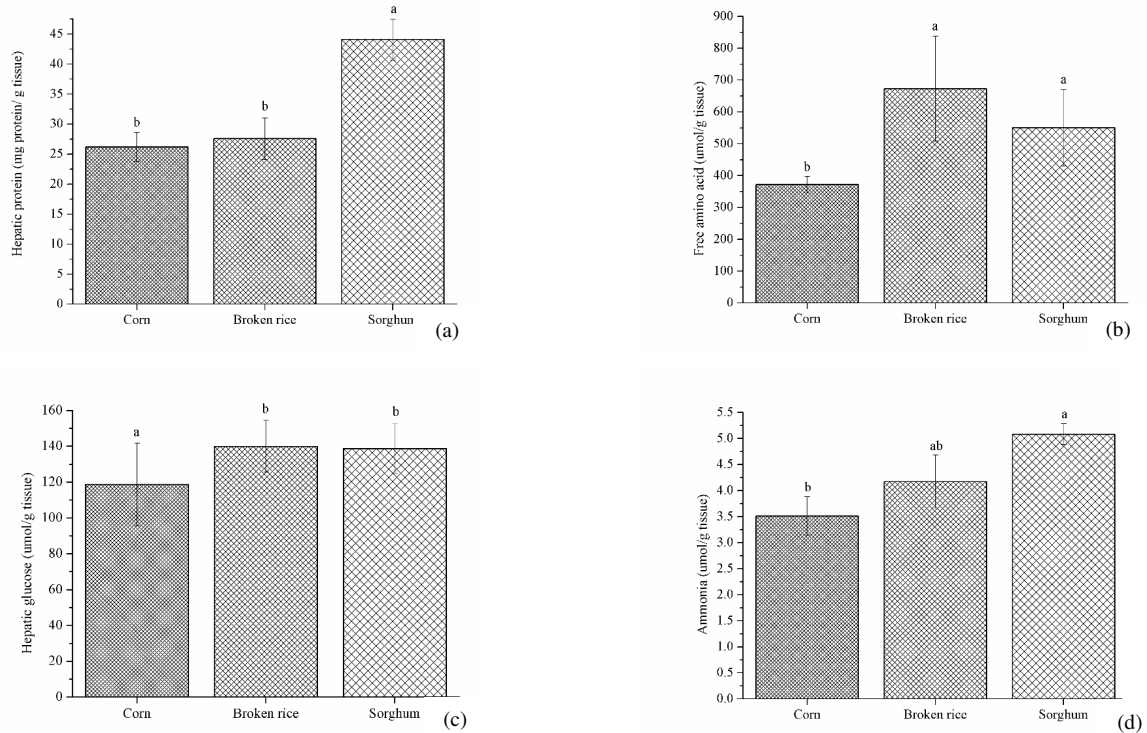 Hepatic protein (mg protein/ g tissue)
45
40
35
30
25
20
15
10
5
0
b
b
a
Corn
Broken rice
Sorghun
(a)
Free amino acid (umol/g tissue)
900
800
700
600
500
400
300
200
100
0
b
a
a
Corn
Broken rice
Sorghum
(b)
Hepatic glucose (umol/g tissue)
160
140
120
100
80
60
40
20
0
a
b
b
Corn
Broken rice
Sorghum
(c)
Ammonia (umol/g tissue)
5.5
5.0
4.5
4.0
3.5
3.0
2.5
2.0
1.5
1.0
0.5
0.0
b
ab
a
Corn
Broken rice
Sorghum
(d)